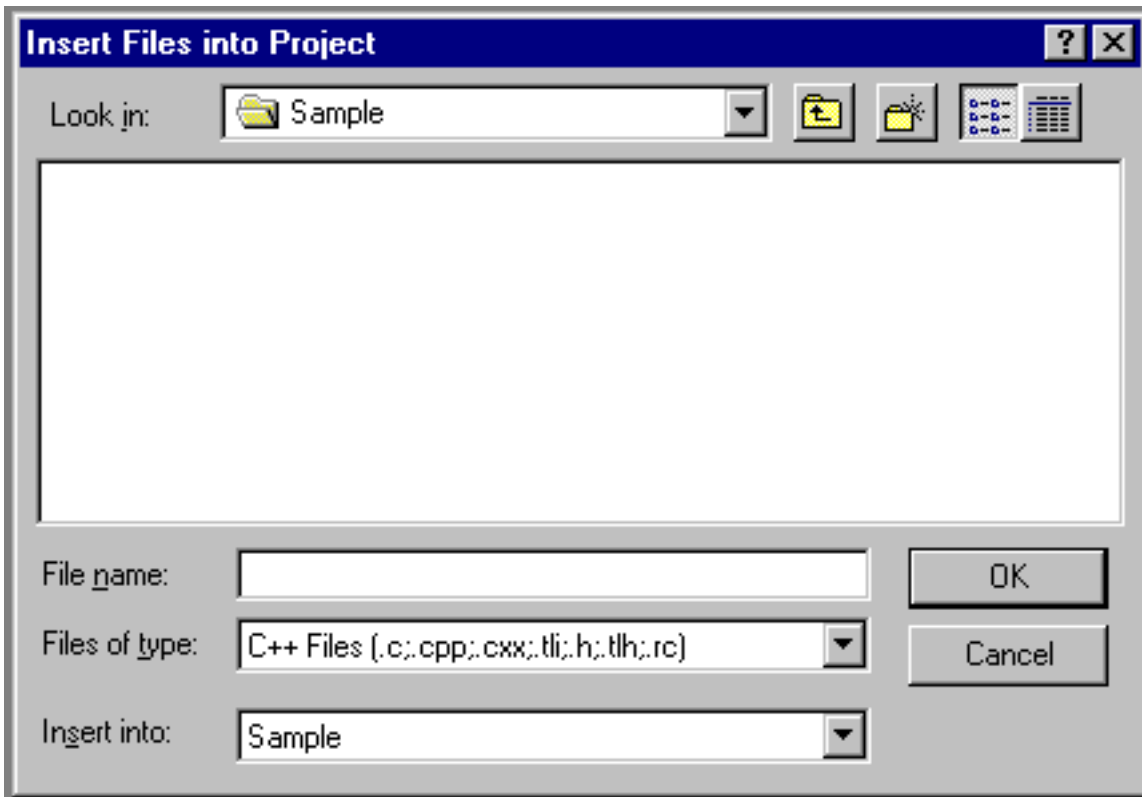 Insert Files into Project
Look in: Sample
File name: OK
Files of type: C++ Files (.c;.cpp;.cxx;.tli;.h;.tlh;.rc) Cancel
Insert into: Sample